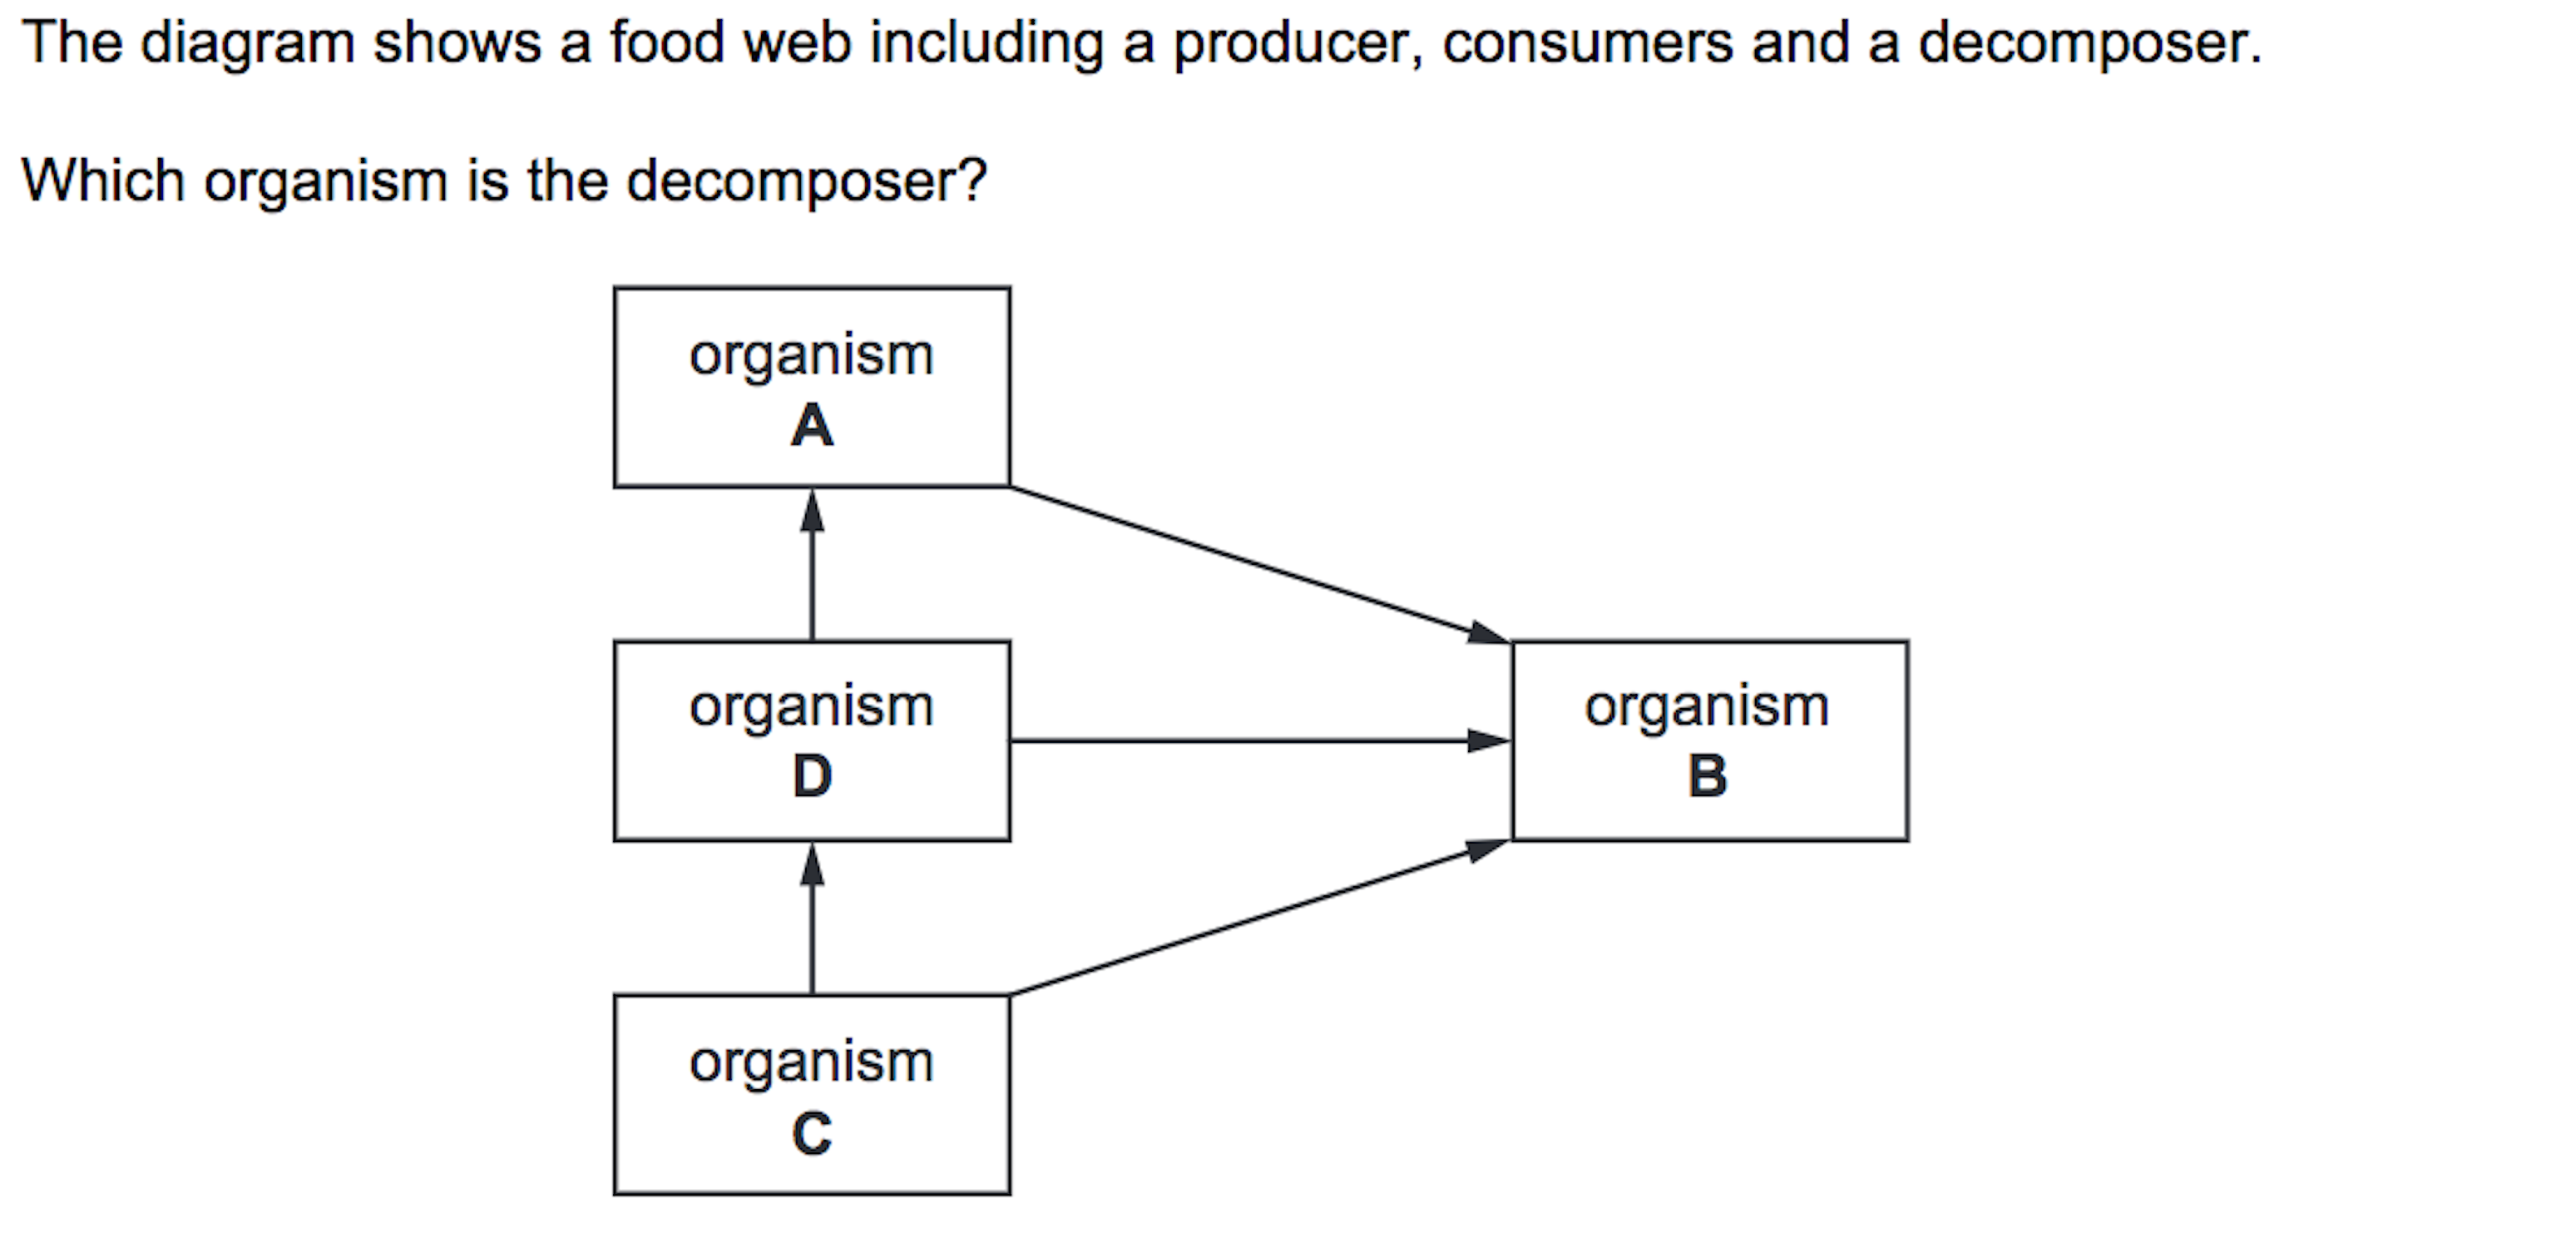 The diagram shows a food web including a producer, consumers and a decomposer.
Which organism is the decomposer?
organism
A
organism
D
organism
B
organism
C